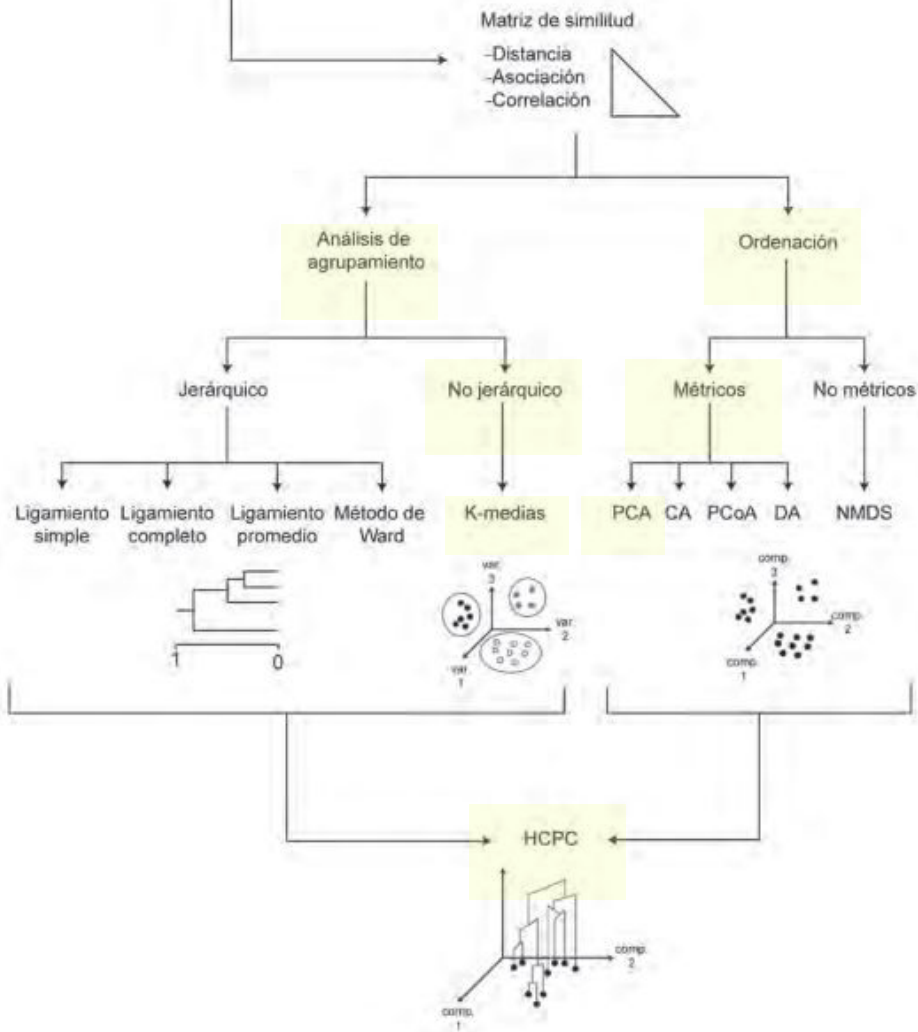 Matriz de similitud
-Distancia
-Asociación
-Correlación
Análisis de
agrupamiento
Ordenación
Jerárquico
No jerárquico
Métricos
No métricos
Ligamiento
simple
Ligamiento
completo
Ligamiento
promedio
Método de
Ward
K-medias
PCA
CA
PCoA
DA
NMDS
1
0
var.
3
var.
2
var.
1
comp.
3
comp.
2
comp.
1
HCPC
comp.
2
comp.
1